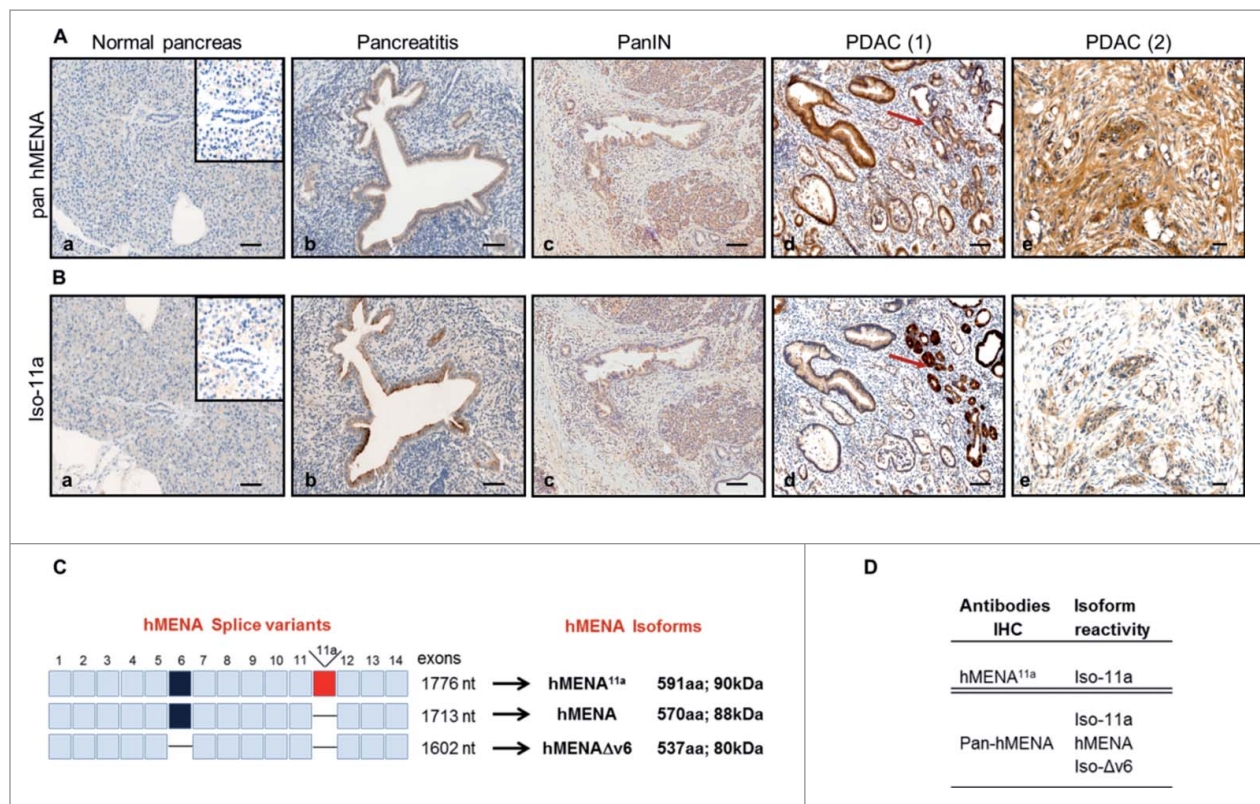 A
Normal pancreas Pancreatitis PanIN PDAC (1) PDAC (2)
pan hMENA
a b c d e
B
Iso-11a
a b c d e
C
hMENA Splice variants hMENA Isoforms
11a
1 2 3 4 5 6 7 8 9 10 11 12 13 14 exons
1776 nt hMENA¹¹ᵃ 591aa; 90kDa
1713 nt hMENA 570aa; 88kDa
1602 nt hMENAΔv6 537aa; 80kDa
D
Antibodies Isoform
IHC reactivity
hMENA¹¹ᵃ Iso-11a
Iso-11a
Pan-hMENA hMENA
Iso-Δv6